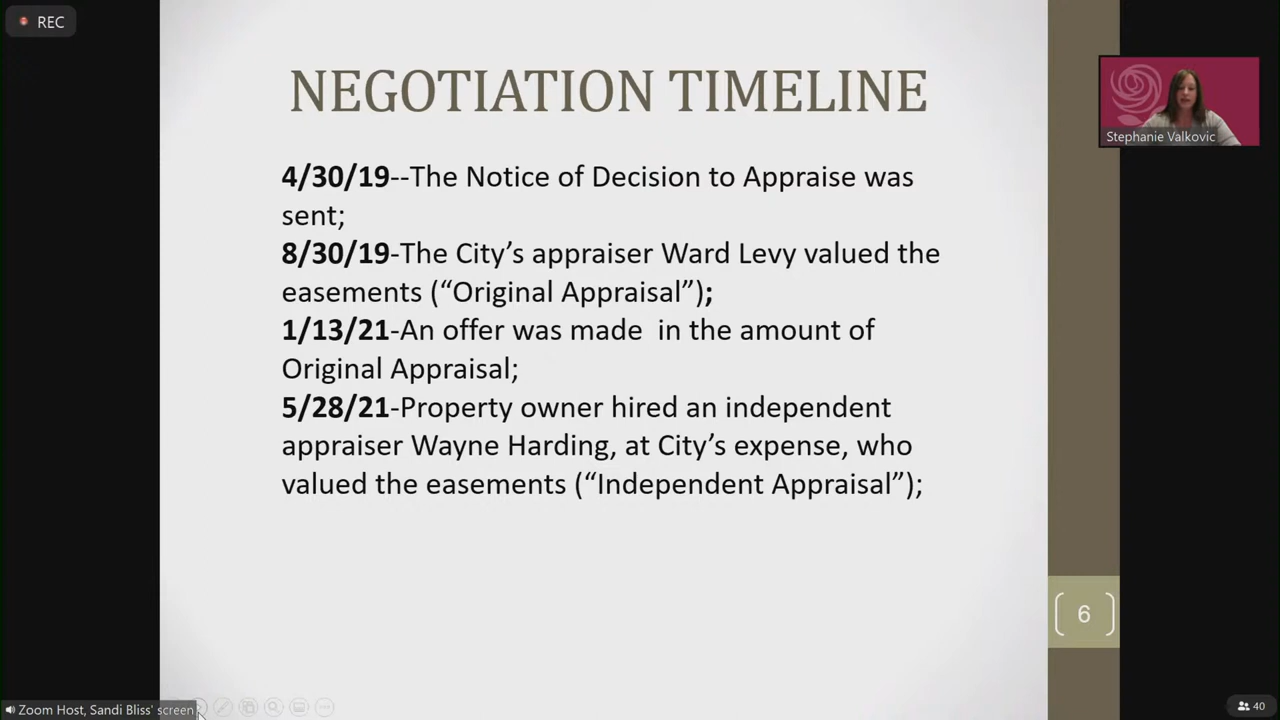 REC
NEGOTIATION TIMELINE
Stephanie Valkovic
4/30/19--The Notice of Decision to Appraise was
sent;
8/30/19-The City’s appraiser Ward Levy valued the
easements (“Original Appraisal”);
1/13/21-An offer was made  in the amount of
Original Appraisal;
5/28/21-Property owner hired an independent
appraiser Wayne Harding, at City’s expense, who
valued the easements (“Independent Appraisal”);
6
Zoom Host, Sandi Bliss' screen
40